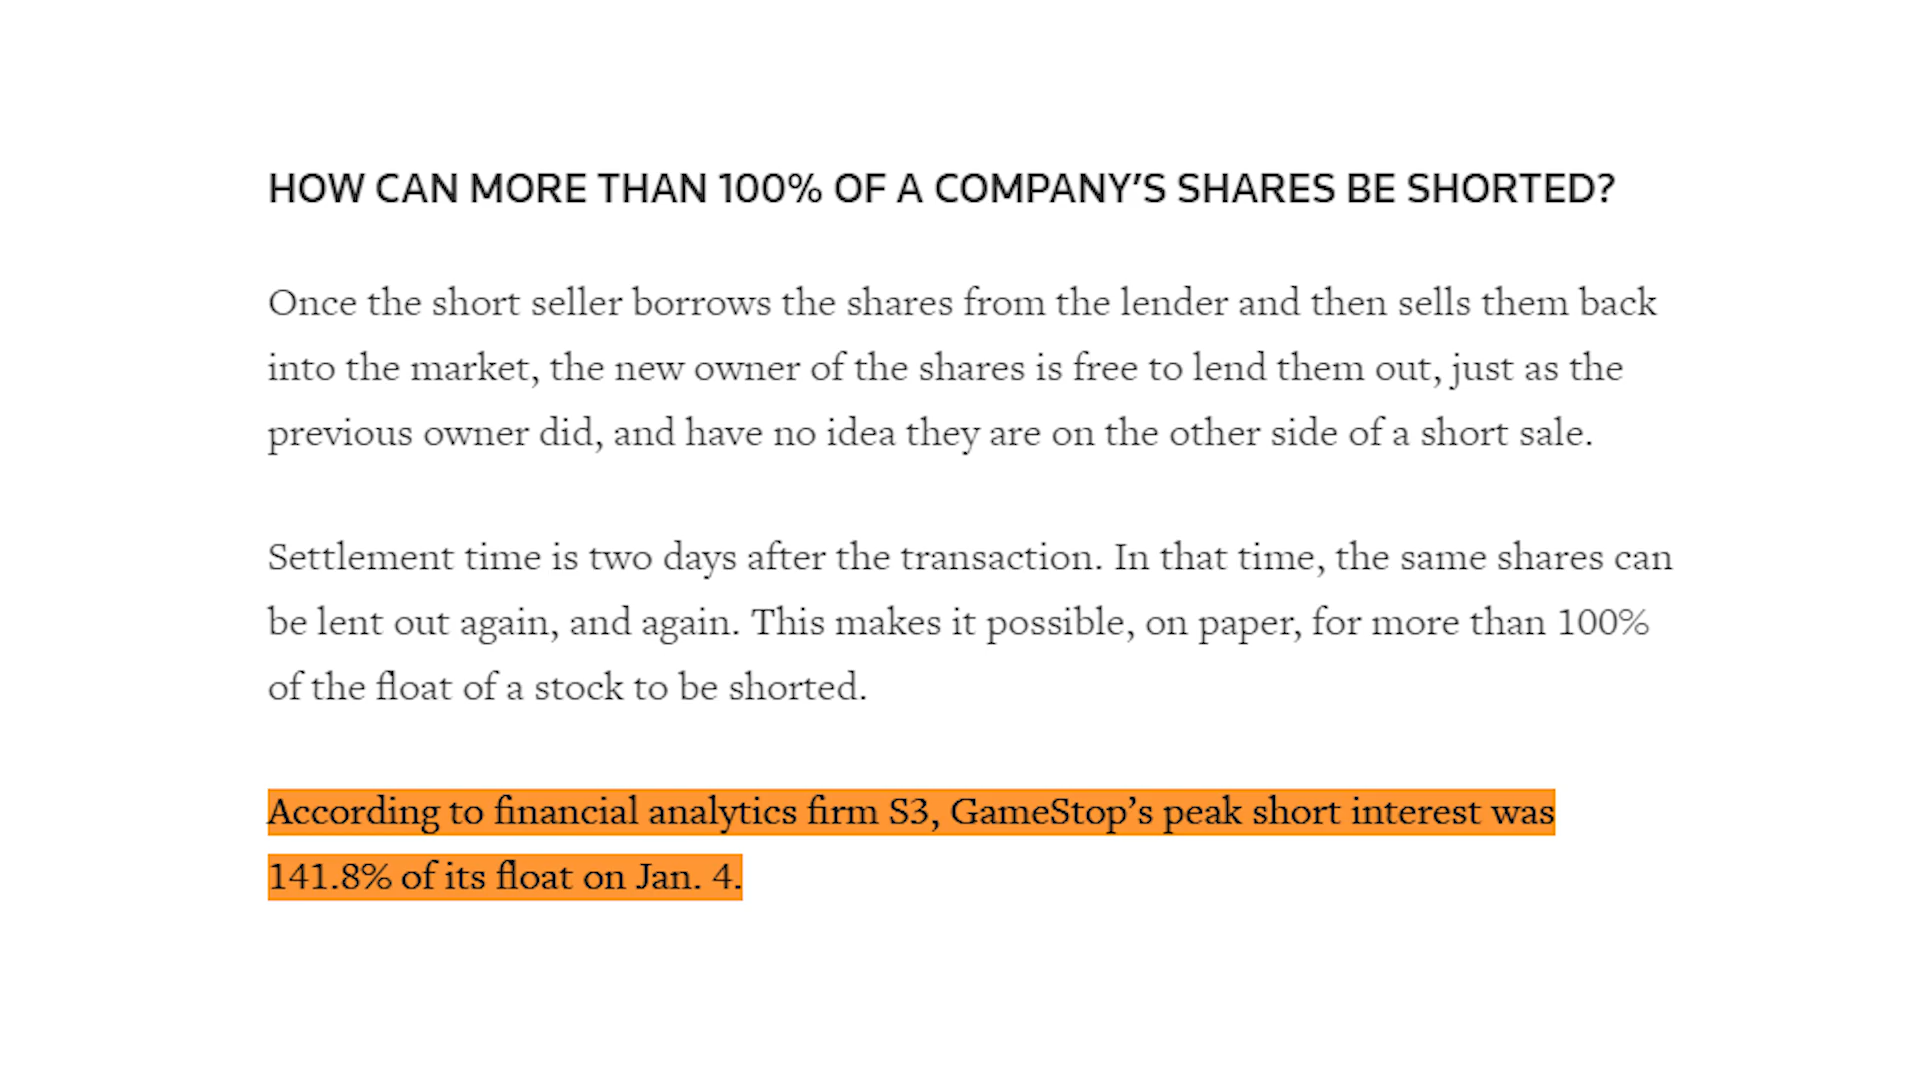 HOW CAN MORE THAN 100% OF A COMPANY’S SHARES BE SHORTED?
Once the short seller borrows the shares from the lender and then sells them back
into the market, the new owner of the shares is free to lend them out, just as the
previous owner did, and have no idea they are on the other side of a short sale.
Settlement time is two days after the transaction. In that time, the same shares can
be lent out again, and again. This makes it possible, on paper, for more than 100%
of the float of a stock to be shorted.
According to financial analytics firm S3, GameStop’s peak short interest was
141.8% of its float on Jan. 4.